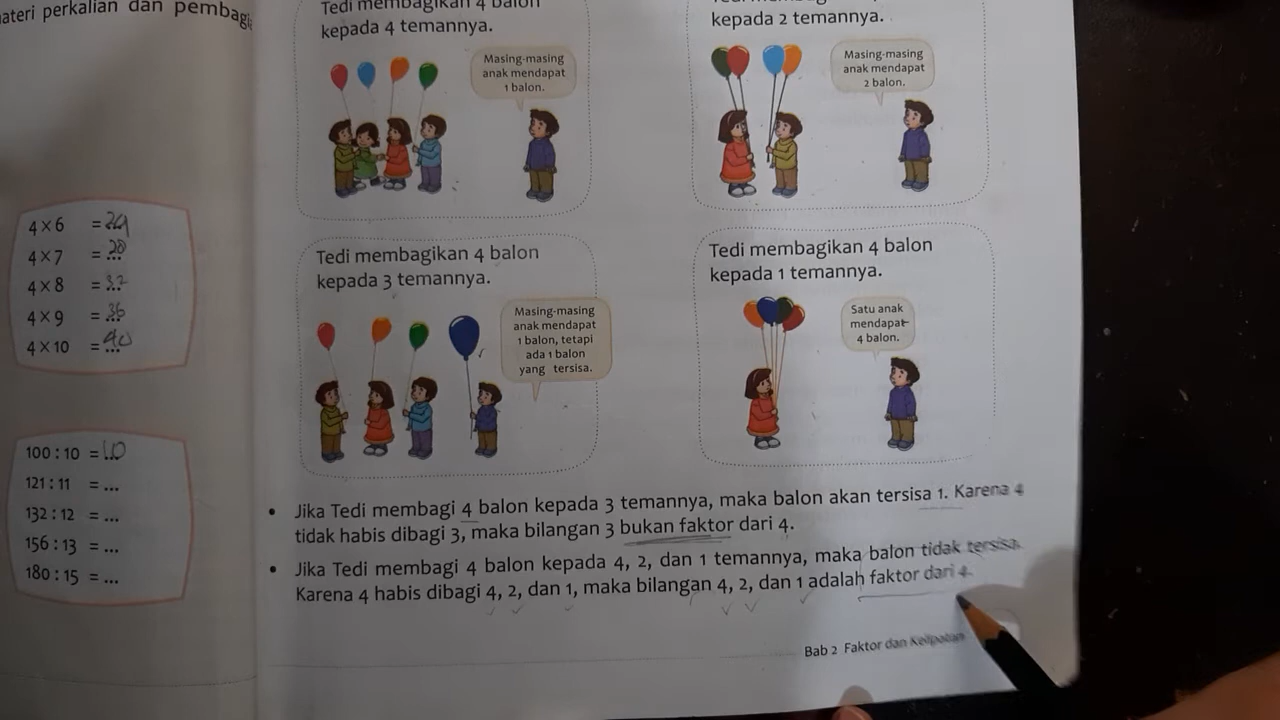 materi perkalian dan pembagi
4 × 6 = 24
4 × 7 = 28
4 × 8 = 32
4 × 9 = 36
4 × 10 = 40
100 : 10 = 10
121 : 11 = ...
132 : 12 = ...
156 : 13 = ...
180 : 15 = ...
Tedi membagikan 4 balon
kepada 4 temannya.
Masing-masing
anak mendapat
1 balon.
kepada 2 temannya.
Masing-masing
anak mendapat
2 balon.
Tedi membagikan 4 balon
kepada 3 temannya.
Masing-masing
anak mendapat
1 balon, tetapi
ada 1 balon
yang tersisa.
Tedi membagikan 4 balon
kepada 1 temannya.
Satu anak
mendapat
4 balon.
• Jika Tedi membagi 4 balon kepada 3 temannya, maka balon akan tersisa 1. Karena 4
tidak habis dibagi 3, maka bilangan 3 bukan faktor dari 4.
• Jika Tedi membagi 4 balon kepada 4, 2, dan 1 temannya, maka balon tidak tersisa.
Karena 4 habis dibagi 4, 2, dan 1, maka bilangan 4, 2, dan 1 adalah faktor dari 4.
Bab 2 Faktor dan Kelipatan